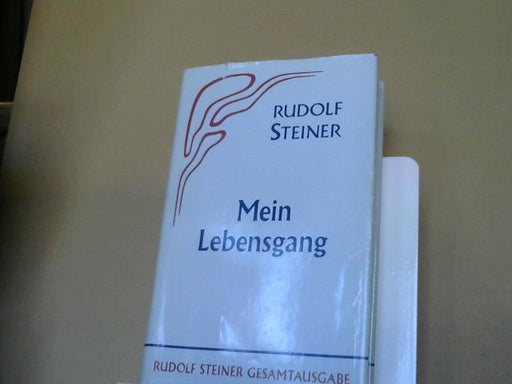 RUDOLF
STEINER
Mein
Lebensgang
RUDOLF STEINER GESAMTAUSGABE